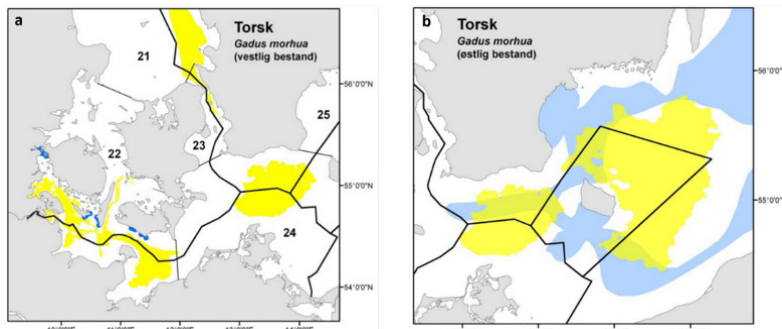 a
Torsk
Gadus morhua
(vestlig bestand)
21
22
23
24
25
56°0'0"N
55°0'0"N
54°0'0"N
b
Torsk
Gadus morhua
(østlig bestand)
56°0'0"N
55°0'0"N